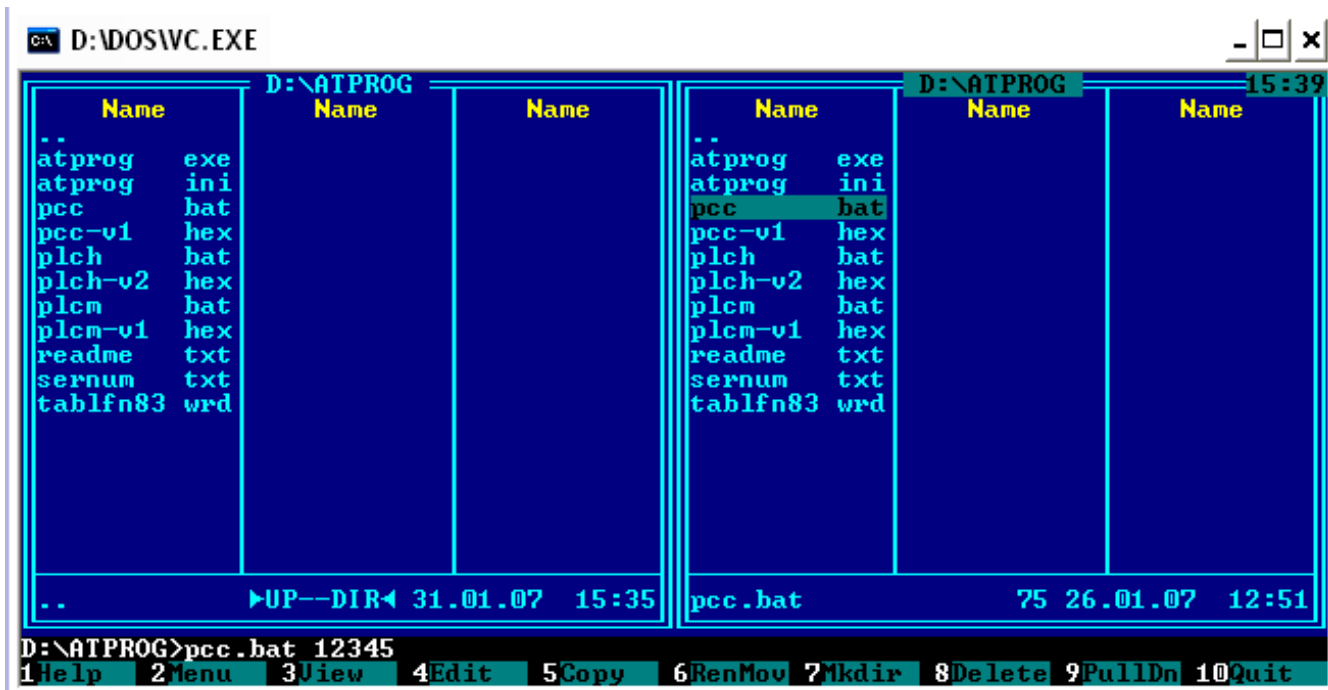 D:\DOS\VC.EXE
D:\ATPROG D:\ATPROG 15:39
Name Name Name Name Name Name
.. ..
atprog exe atprog exe
atprog ini atprog ini
pcc bat pcc bat
pcc-v1 hex pcc-v1 hex
plch bat plch bat
plch-v2 hex plch-v2 hex
plcm bat plcm bat
plcm-v1 hex plcm-v1 hex
readme txt readme txt
sernum txt sernum txt
tablfn83 wrd tablfn83 wrd
.. ►UP--DIR◄ 31.01.07 15:35 pcc.bat 75 26.01.07 12:51
D:\ATPROG>pcc.bat 12345
1Help 2Menu 3View 4Edit 5Copy 6RenMov 7Mkdir 8Delete 9PullDn 10Quit